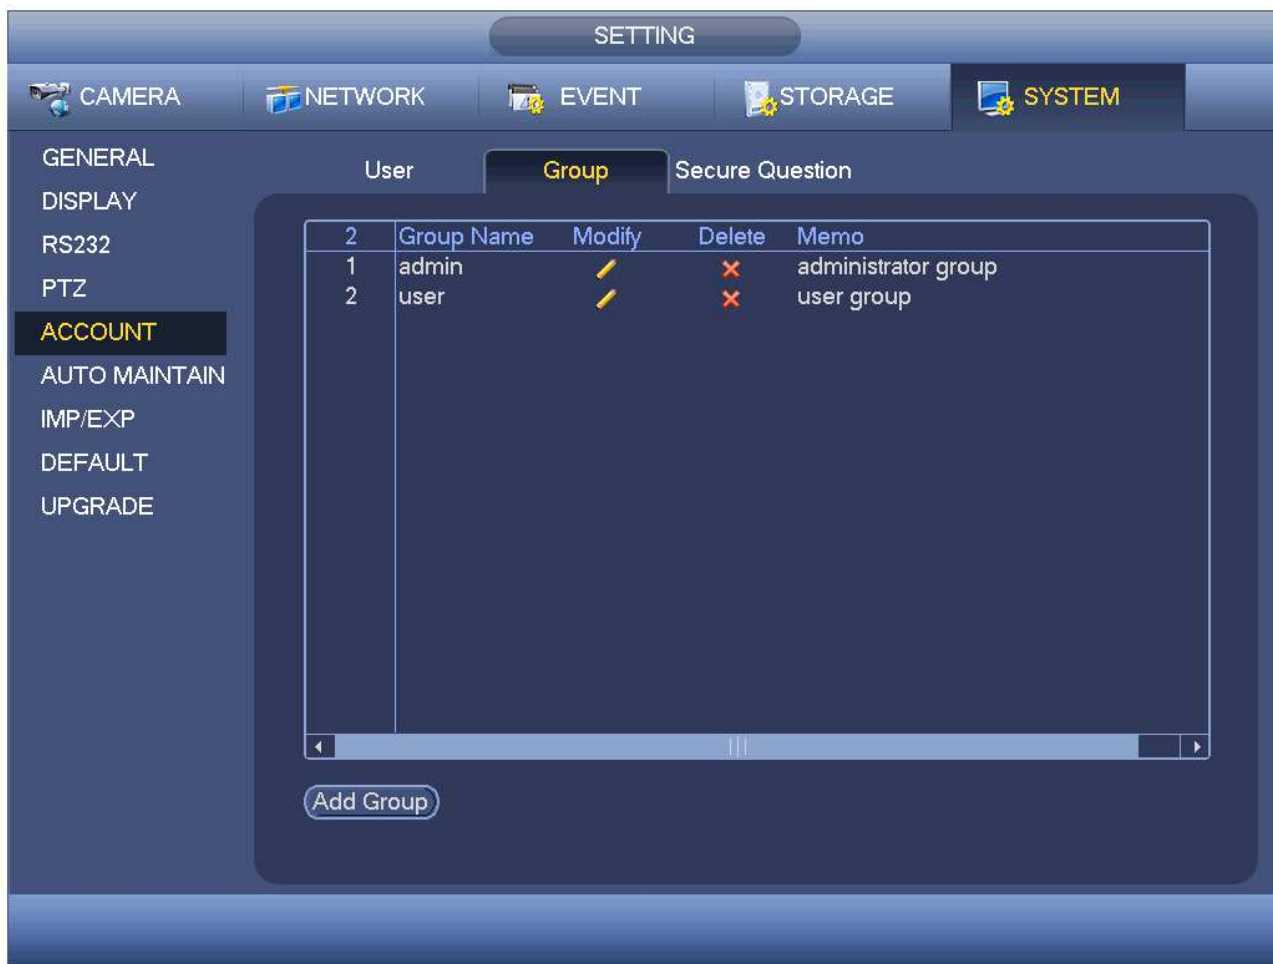 SETTING
CAMERA NETWORK EVENT STORAGE SYSTEM
GENERAL
DISPLAY
RS232
PTZ
ACCOUNT
AUTO MAINTAIN
IMP/EXP
DEFAULT
UPGRADE
User Group Secure Question
2 Group Name Modify Delete Memo
1 admin administrator group
2 user user group
Add Group